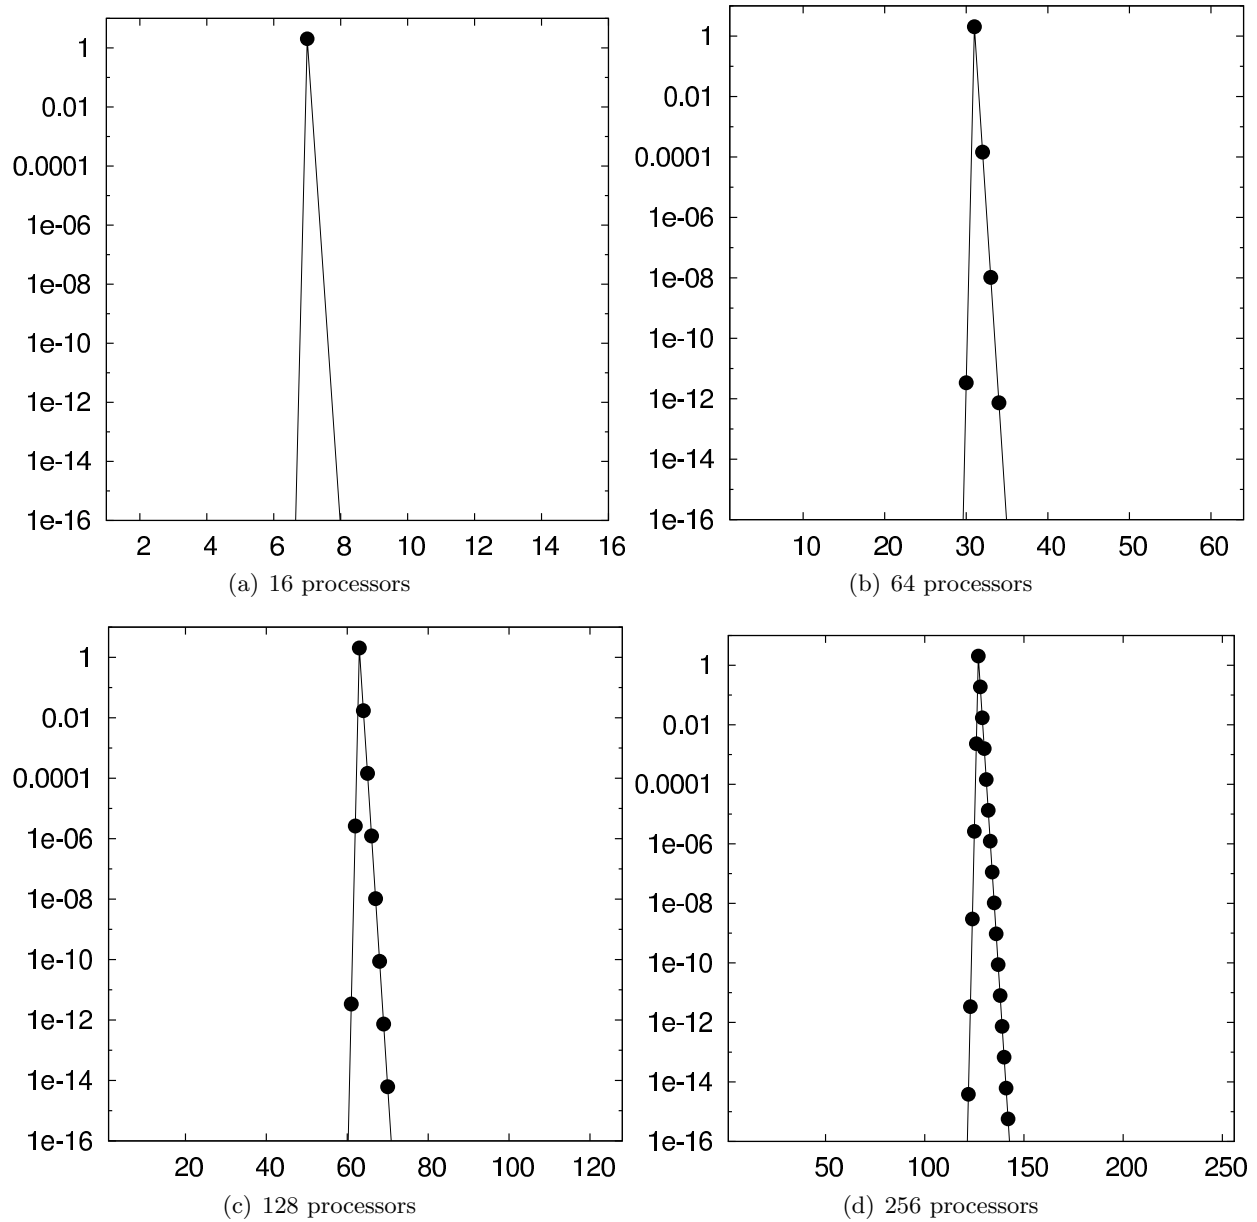 1
0.01
0.0001
1e-06
1e-08
1e-10
1e-12
1e-14
1e-16
2 4 6 8 10 12 14 16
(a) 16 processors
1
0.01
0.0001
1e-06
1e-08
1e-10
1e-12
1e-14
1e-16
10 20 30 40 50 60
(b) 64 processors
1
0.01
0.0001
1e-06
1e-08
1e-10
1e-12
1e-14
1e-16
20 40 60 80 100 120
(c) 128 processors
1
0.01
0.0001
1e-06
1e-08
1e-10
1e-12
1e-14
1e-16
50 100 150 200 250
(d) 256 processors